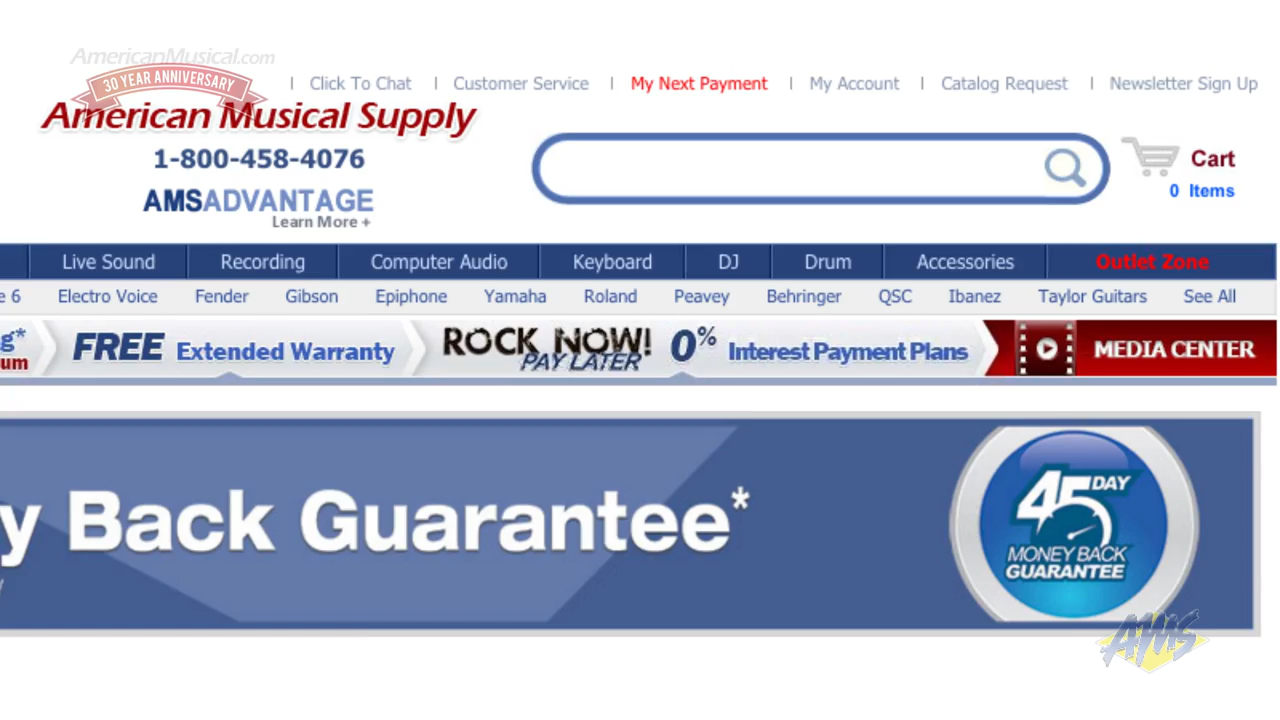 AmericanMusical.com
30 YEAR ANNIVERSARY
Click To Chat | Customer Service | My Next Payment | My Account | Catalog Request | Newsletter Sign Up
American Musical Supply
1-800-458-4076
AMSADVANTAGE
Learn More +
Cart
0 Items
Live Sound Recording Computer Audio Keyboard DJ Drum Accessories Outlet Zone
e 6 Electro Voice Fender Gibson Epiphone Yamaha Roland Peavey Behringer QSC Ibanez Taylor Guitars See All
g* FREE Extended Warranty ROCK NOW! 0% Interest Payment Plans MEDIA CENTER
um PAY LATER
y Back Guarantee*
45 DAY
MONEY BACK
GUARANTEE
AMS